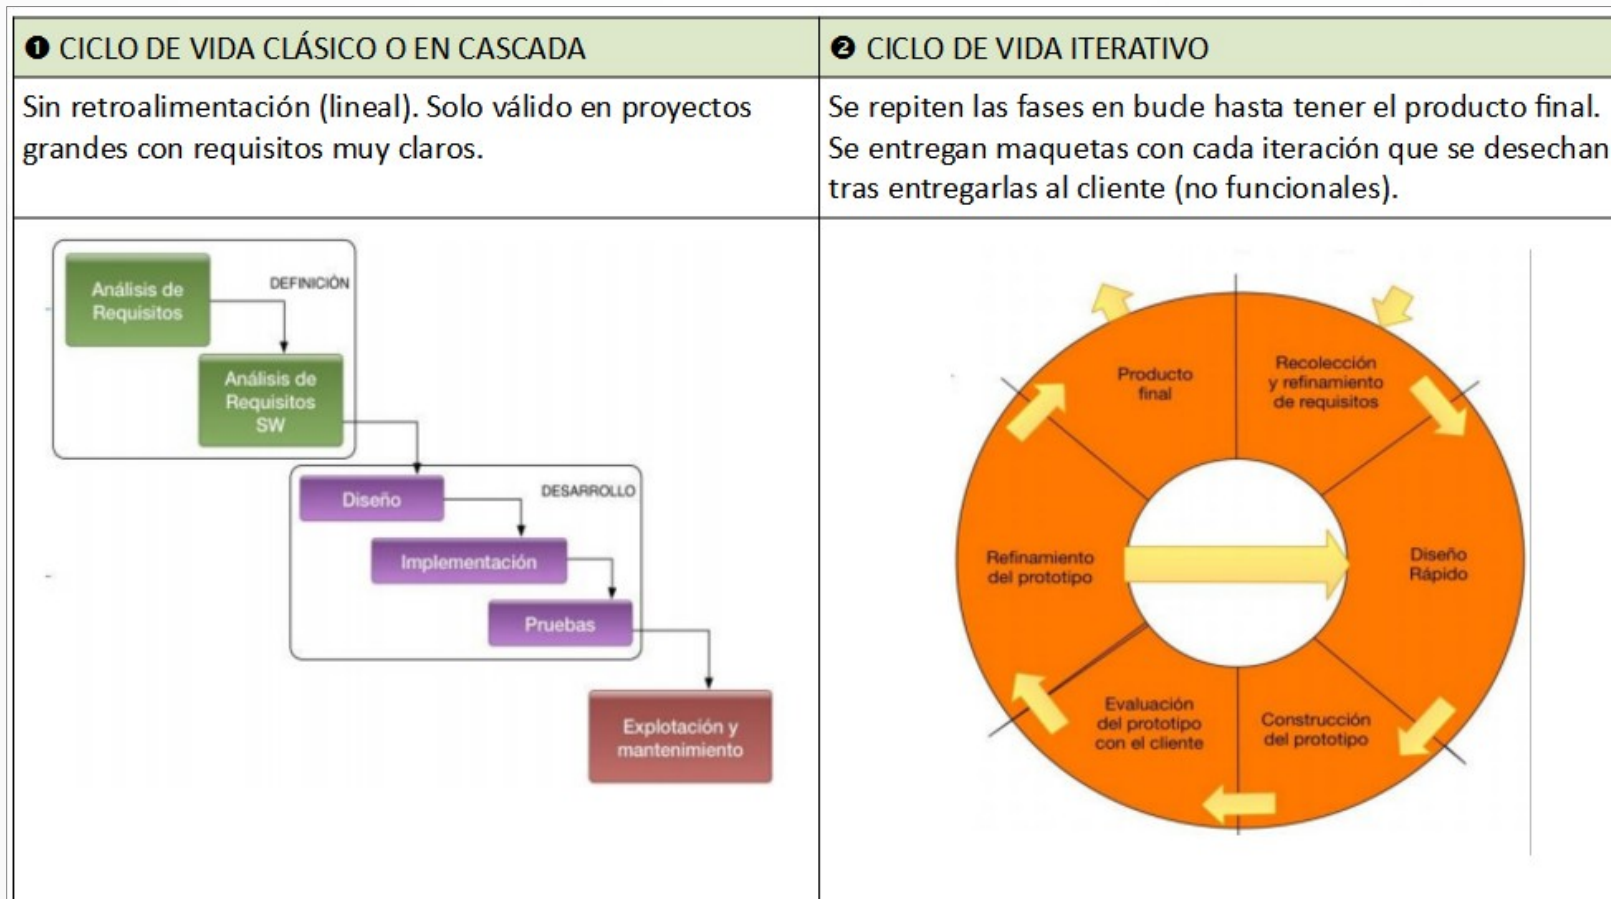 ❶ CICLO DE VIDA CLÁSICO O EN CASCADA
Sin retroalimentación (lineal). Solo válido en proyectos
grandes con requisitos muy claros.
Análisis de
Requisitos
DEFINICIÓN
Análisis de
Requisitos
SW
Diseño
DESARROLLO
Implementación
Pruebas
Explotación y
mantenimiento
❷ CICLO DE VIDA ITERATIVO
Se repiten las fases en bucle hasta tener el producto final.
Se entregan maquetas con cada iteración que se desechan
tras entregarlas al cliente (no funcionales).
Producto
final
Recolección
y refinamiento
de requisitos
Refinamiento
del prototipo
Diseño
Rápido
Evaluación
del prototipo
con el cliente
Construcción
del prototipo